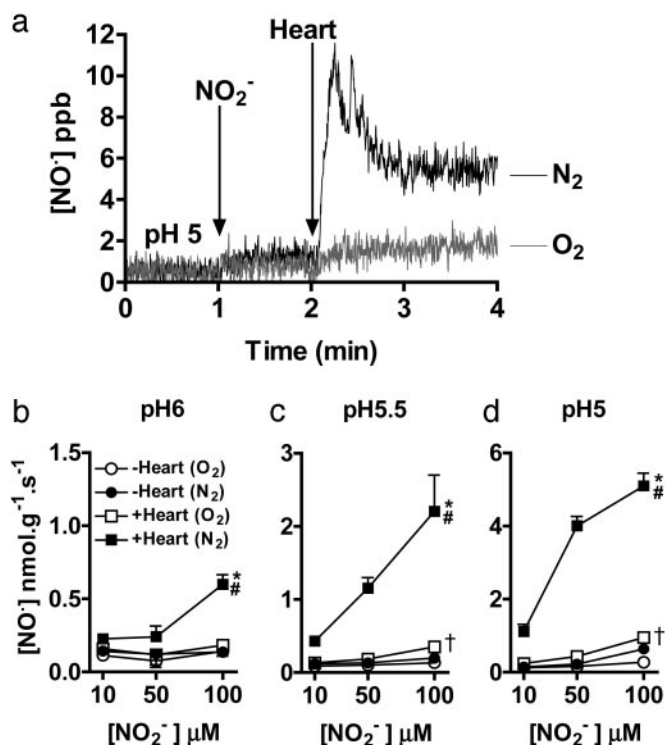 a
Heart
NO₂⁻
[NO·] ppb
12
10
8
6
4
2
0
pH 5
N₂
O₂
0 1 2 3 4
Time (min)
b pH6
c pH5.5
d pH5
[NO·] nmol.g⁻¹.s⁻¹
1.5
1.0
0.5
0.0
-Heart (O₂)
-Heart (N₂)
+Heart (O₂)
+Heart (N₂)
*
#
10 50 100
[NO₂⁻] µM
3
2
1
0
*
#
†
10 50 100
[NO₂⁻] µM
6
4
2
0
*
#
†
10 50 100
[NO₂⁻] µM